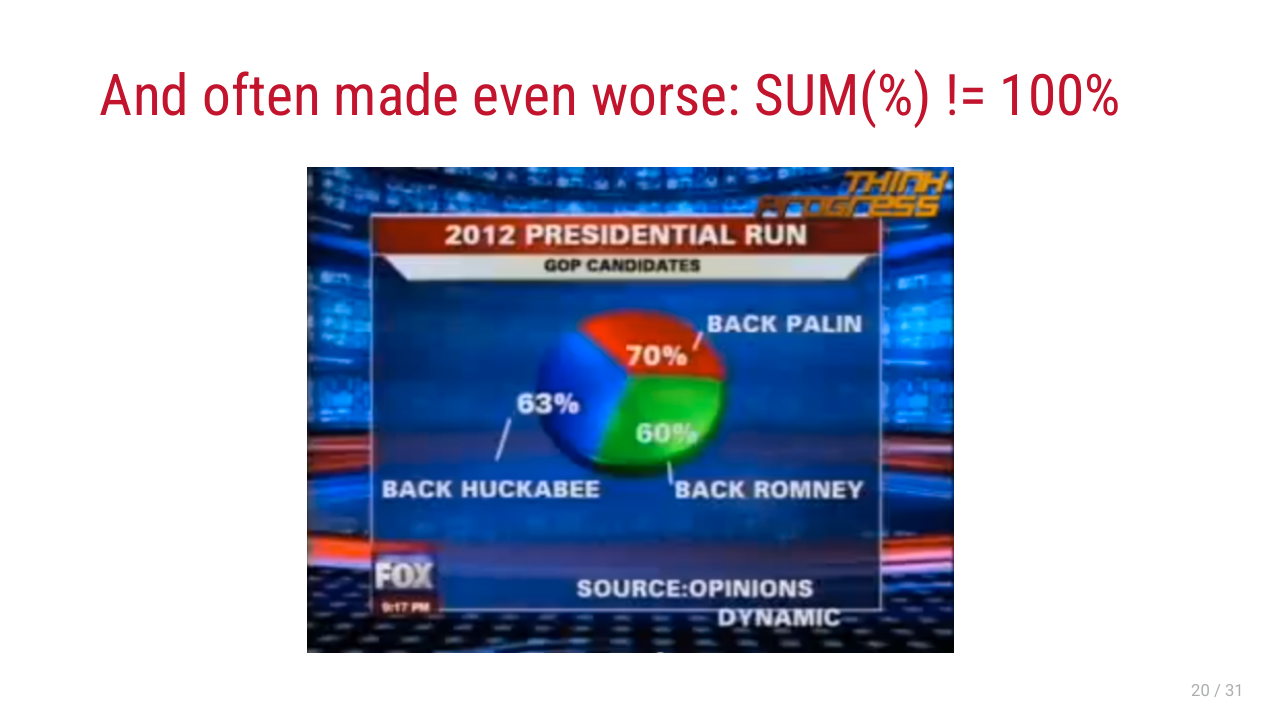 And often made even worse: SUM(%) != 100%
THINK
PROGRESS
2012 PRESIDENTIAL RUN
GOP CANDIDATES
BACK PALIN
70%
63%
60%
BACK HUCKABEE
BACK ROMNEY
FOX
9:17 PM
SOURCE:OPINIONS
DYNAMIC
20 / 31